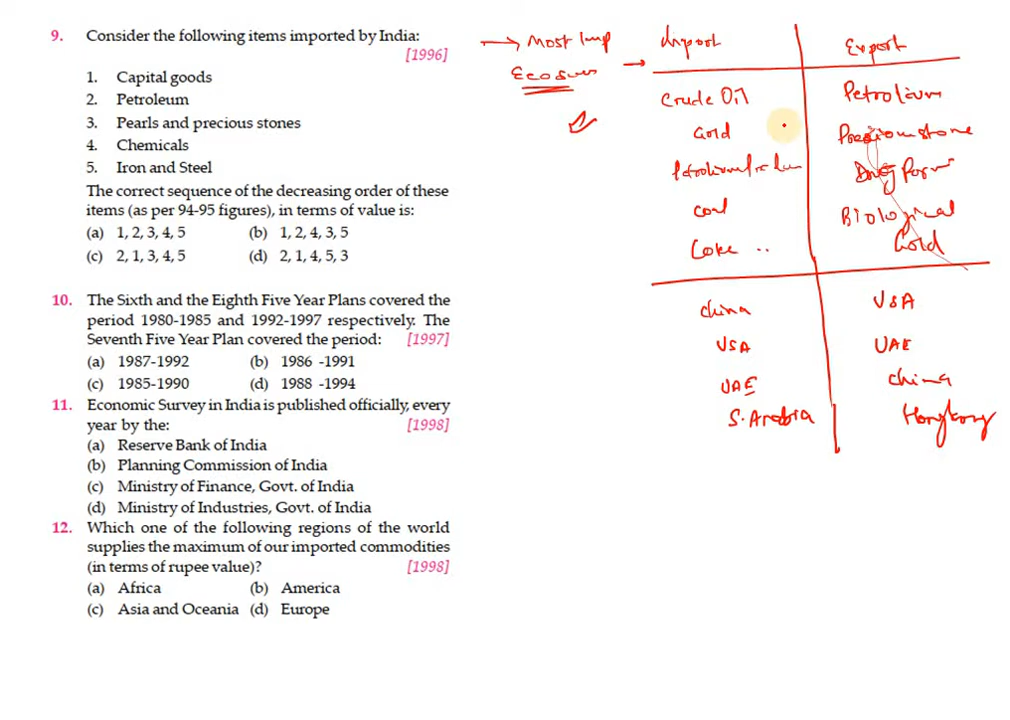 9. Consider the following items imported by India:
[1996]
1. Capital goods
2. Petroleum
3. Pearls and precious stones
4. Chemicals
5. Iron and Steel
The correct sequence of the decreasing order of these
items (as per 94-95 figures), in terms of value is:
(a) 1, 2, 3, 4, 5 (b) 1, 2, 4, 3, 5
(c) 2, 1, 3, 4, 5 (d) 2, 1, 4, 5, 3
10. The Sixth and the Eighth Five Year Plans covered the
period 1980-1985 and 1992-1997 respectively. The
Seventh Five Year Plan covered the period: [1997]
(a) 1987-1992 (b) 1986 -1991
(c) 1985-1990 (d) 1988 -1994
11. Economic Survey in India is published officially, every
year by the: [1998]
(a) Reserve Bank of India
(b) Planning Commission of India
(c) Ministry of Finance, Govt. of India
(d) Ministry of Industries, Govt. of India
12. Which one of the following regions of the world
supplies the maximum of our imported commodities
(in terms of rupee value)? [1998]
(a) Africa (b) America
(c) Asia and Oceania (d) Europe
→ Most Imp
Import Export
Crude Oil Petrolium
Gold Precious stone
coal Biological
Coke .. Gold
China USA
USA UAE
UAE China
S. Arabia Hongkong